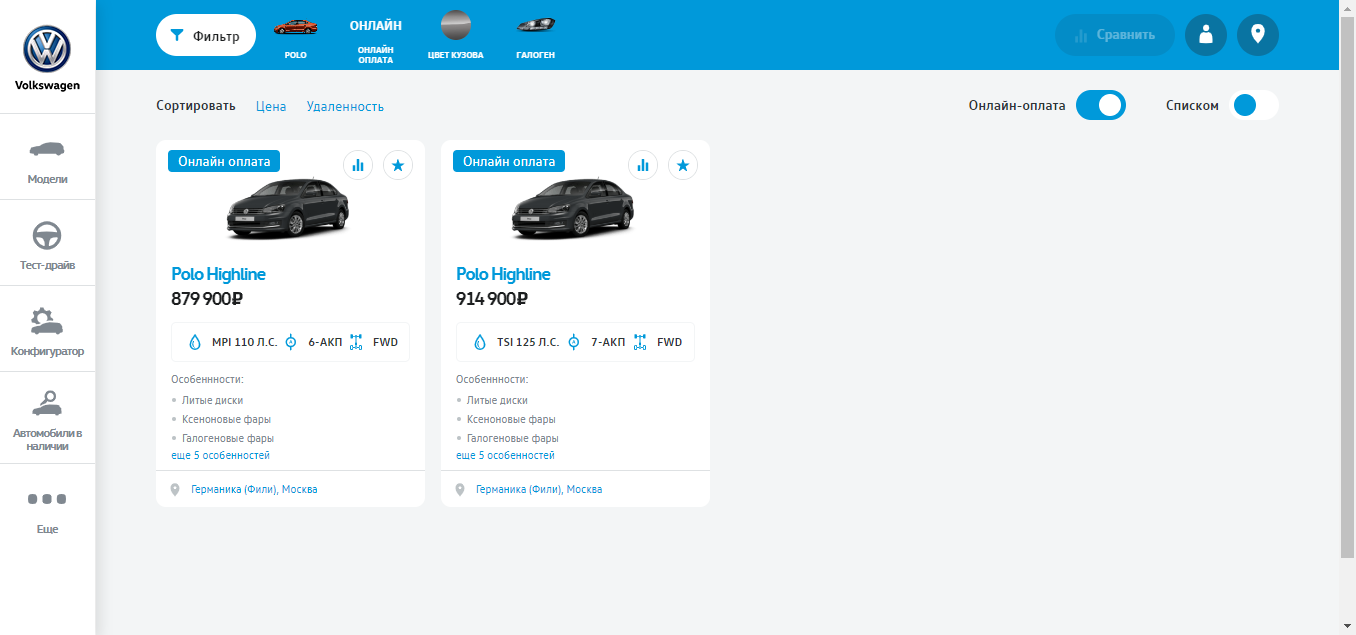 Volkswagen
Модели
Тест-драйв
Конфигуратор
Автомобили в
наличии
Еще
Фильтр
POLO
ОНЛАЙН
ОНЛАЙН
ОПЛАТА
ЦВЕТ КУЗОВА
ГАЛОГЕН
Сравнить
Сортировать Цена Удаленность
Онлайн-оплата Списком
Онлайн оплата
Polo Highline
879 900₽
MPI 110 Л.С. 6-АКП FWD
Особеннности:
Литые диски
Ксеноновые фары
Галогеновые фары
еще 5 особенностей
Германика (Фили), Москва
Онлайн оплата
Polo Highline
914 900₽
TSI 125 Л.С. 7-АКП FWD
Особеннности:
Литые диски
Ксеноновые фары
Галогеновые фары
еще 5 особенностей
Германика (Фили), Москва